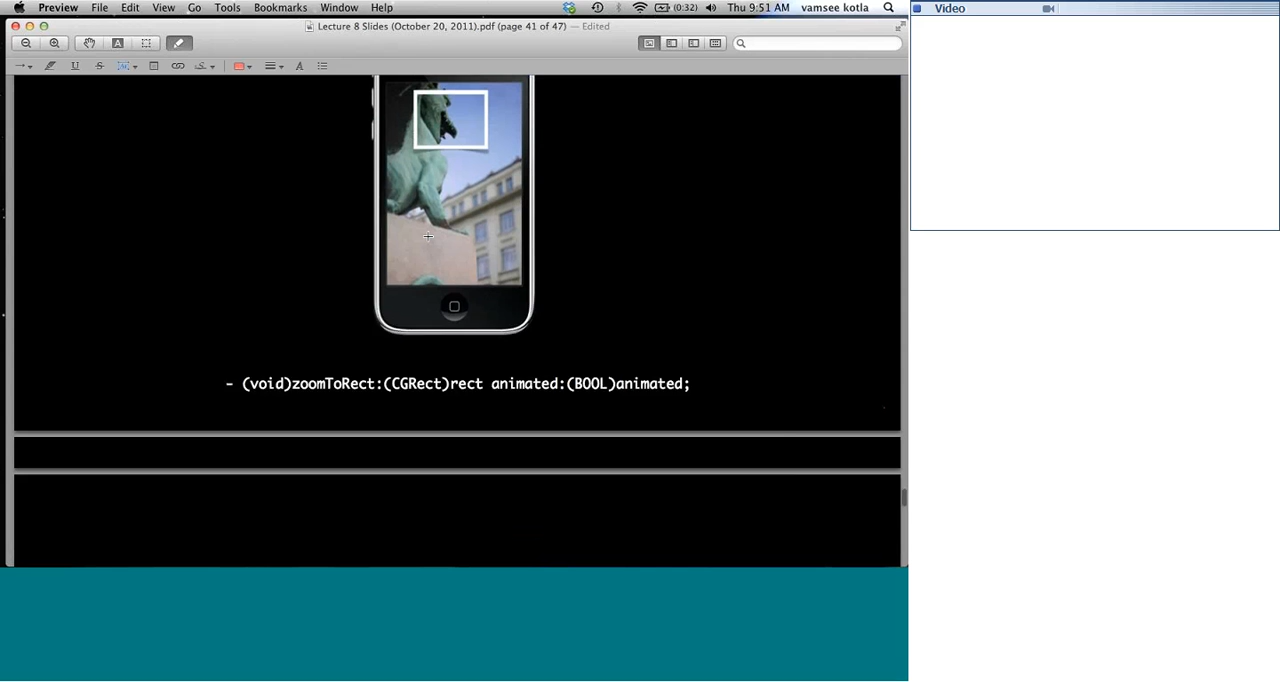 Preview File Edit View Go Tools Bookmarks Window Help (0:32) Thu 9:51 AM vamsee kotla
Video
Lecture 8 Slides (October 20, 2011).pdf (page 41 of 47) — Edited
- (void)zoomToRect:(CGRect)rect animated:(BOOL)animated;